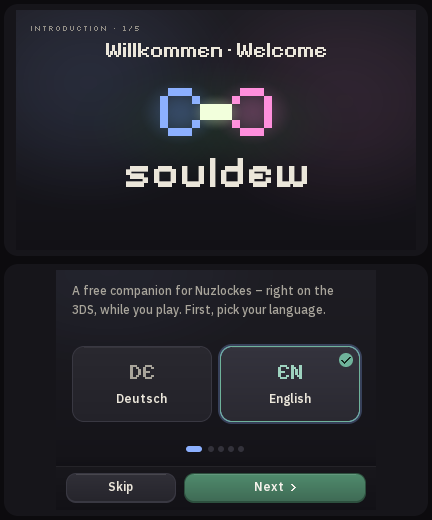 INTRODUCTION · 1/5
Willkommen · Welcome
souldew
A free companion for Nuzlockes – right on the
3DS, while you play. First, pick your language.
DE
EN
Deutsch
English
Skip
Next >